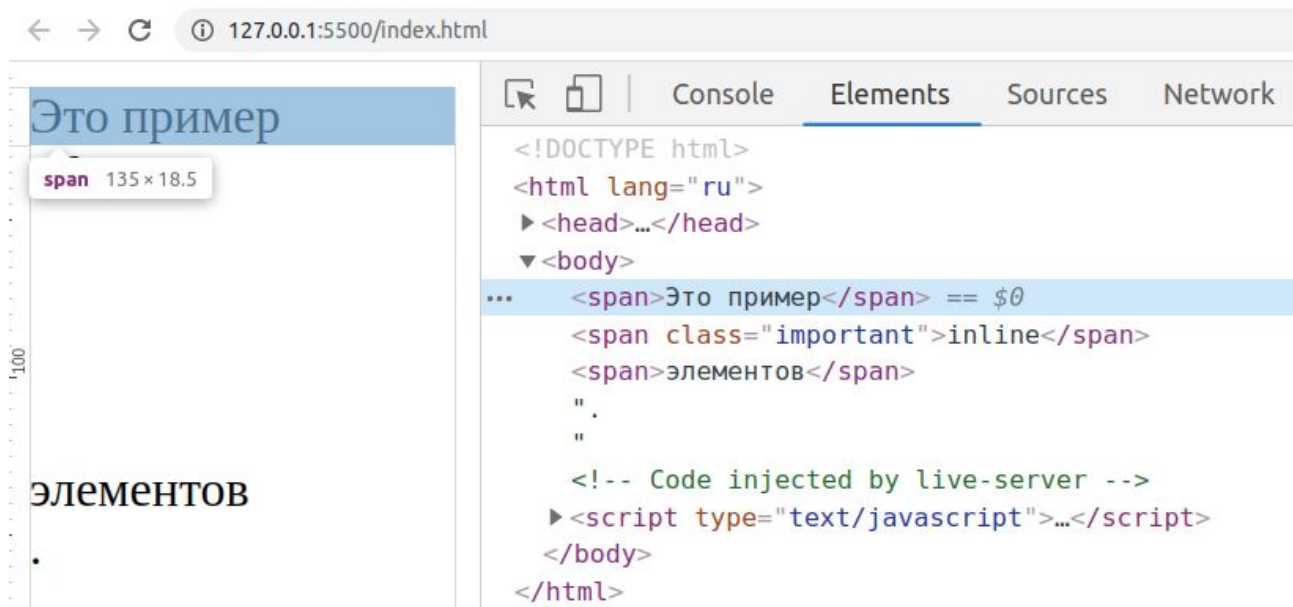 127.0.0.1:5500/index.html
Console Elements Sources Network
Это пример
span 135 × 18.5
100
элементов
.
<!DOCTYPE html>
<html lang="ru">
<head>…</head>
<body>
<span>Это пример</span> == $0
<span class="important">inline</span>
<span>элементов</span>
".
"
<!-- Code injected by live-server -->
<script type="text/javascript">…</script>
</body>
</html>